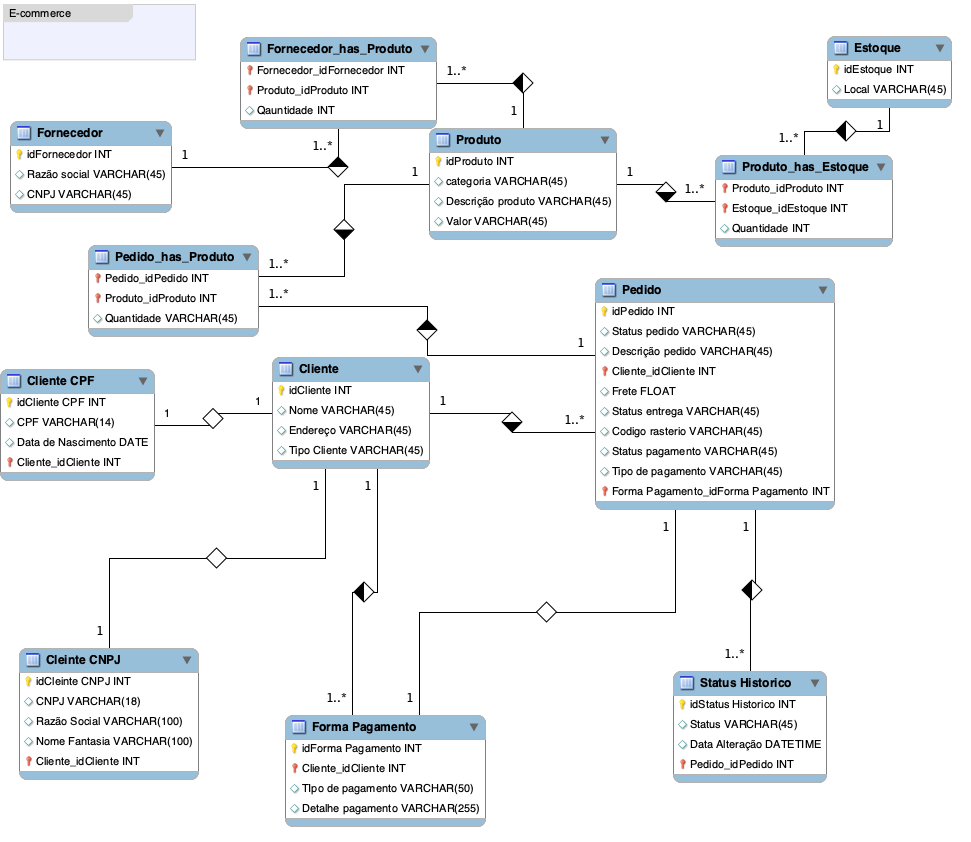 E-commerce
Fornecedor_has_Produto
Fornecedor_idFornecedor INT
Produto_idProduto INT
Qauntidade INT
1..*
1
1..*
Estoque
idEstoque INT
Local VARCHAR(45)
1
1..*
Fornecedor
idFornecedor INT
Razão social VARCHAR(45)
CNPJ VARCHAR(45)
1
Produto
idProduto INT
categoria VARCHAR(45)
Descrição produto VARCHAR(45)
Valor VARCHAR(45)
1
1
1..*
Produto_has_Estoque
Produto_idProduto INT
Estoque_idEstoque INT
Quantidade INT
Pedido_has_Produto
Pedido_idPedido INT
Produto_idProduto INT
Quantidade VARCHAR(45)
1..*
1..*
1
Pedido
idPedido INT
Status pedido VARCHAR(45)
Descrição pedido VARCHAR(45)
Cliente_idCliente INT
Frete FLOAT
Status entrega VARCHAR(45)
Codigo rasterio VARCHAR(45)
Status pagamento VARCHAR(45)
Tipo de pagamento VARCHAR(45)
Forma Pagamento_idForma Pagamento INT
Cliente CPF
idCliente CPF INT
CPF VARCHAR(14)
Data de Nascimento DATE
Cliente_idCliente INT
1
1
Cliente
idCliente INT
Nome VARCHAR(45)
Endereço VARCHAR(45)
Tipo Cliente VARCHAR(45)
1
1..*
1
1
1
1
1
Cleinte CNPJ
idCleinte CNPJ INT
CNPJ VARCHAR(18)
Razão Social VARCHAR(100)
Nome Fantasia VARCHAR(100)
Cliente_idCliente INT
1..*
1
Forma Pagamento
idForma Pagamento INT
Cliente_idCliente INT
TIpo de pagamento VARCHAR(50)
Detalhe pagamento VARCHAR(255)
1..*
Status Historico
idStatus Historico INT
Status VARCHAR(45)
Data Alteração DATETIME
Pedido_idPedido INT